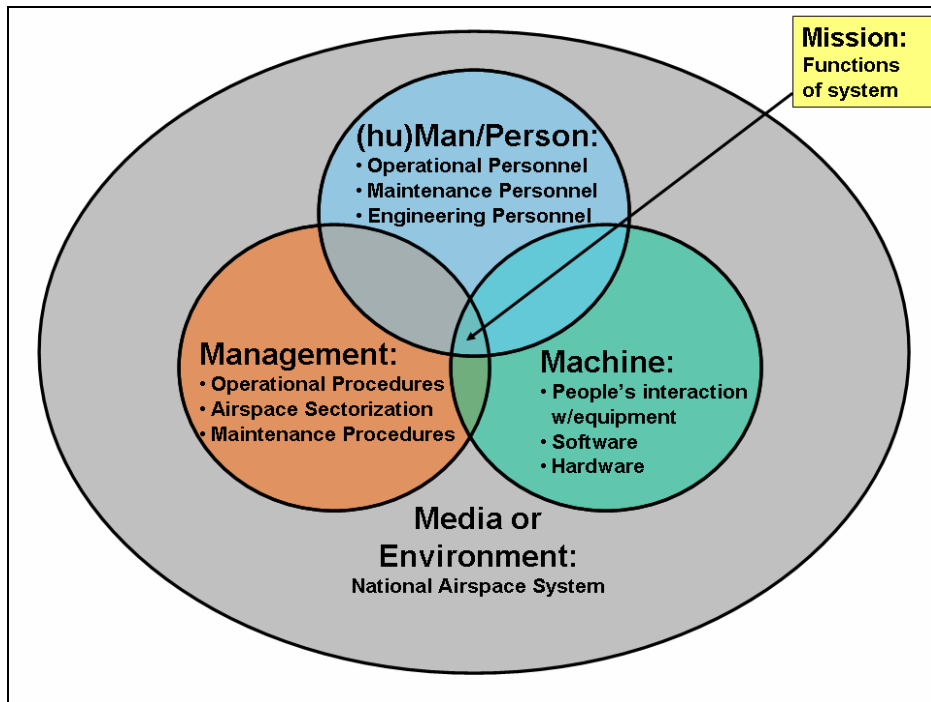 Mission:
Functions
of system
(hu)Man/Person:
• Operational Personnel
• Maintenance Personnel
• Engineering Personnel
Management:
• Operational Procedures
• Airspace Sectorization
• Maintenance Procedures
Machine:
• People’s interaction
w/equipment
• Software
• Hardware
Media or
Environment:
National Airspace System